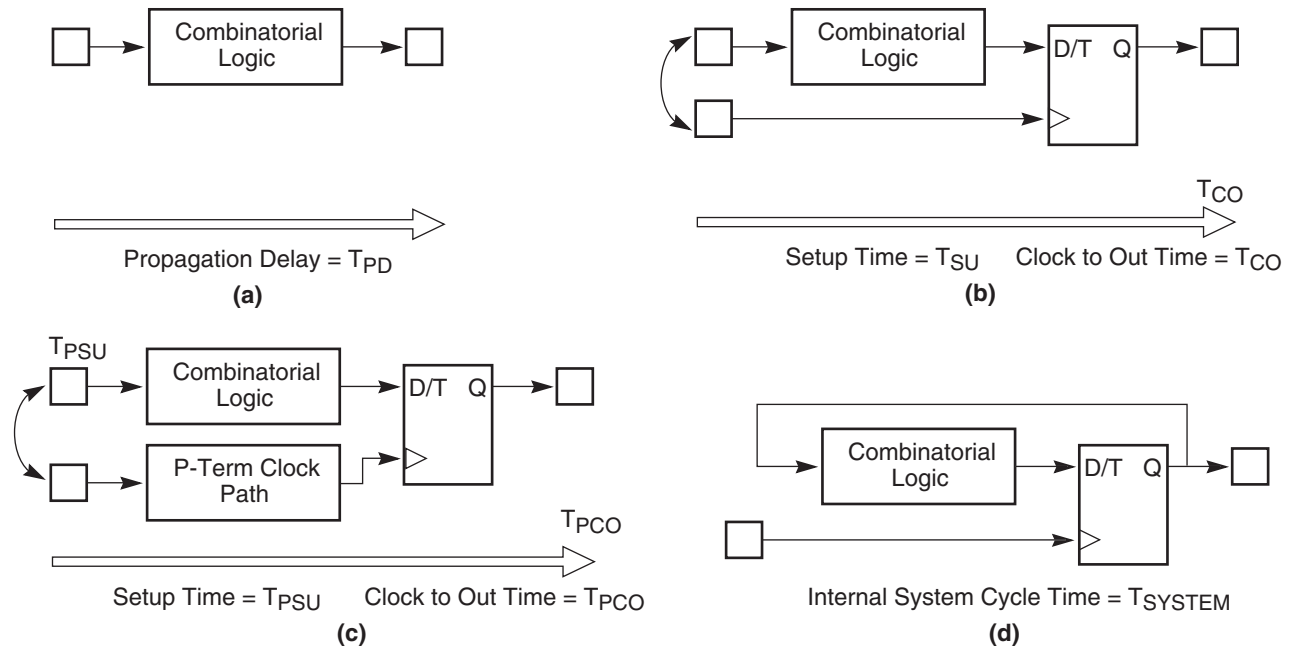 Combinatorial
Logic
Propagation Delay = TPD
(a)
Combinatorial
Logic
D/T Q
TCO
Setup Time = TSU Clock to Out Time = TCO
(b)
TPSU
Combinatorial
Logic
D/T Q
P-Term Clock
Path
TPCO
Setup Time = TPSU Clock to Out Time = TPCO
(c)
Combinatorial
Logic
D/T Q
Internal System Cycle Time = TSYSTEM
(d)